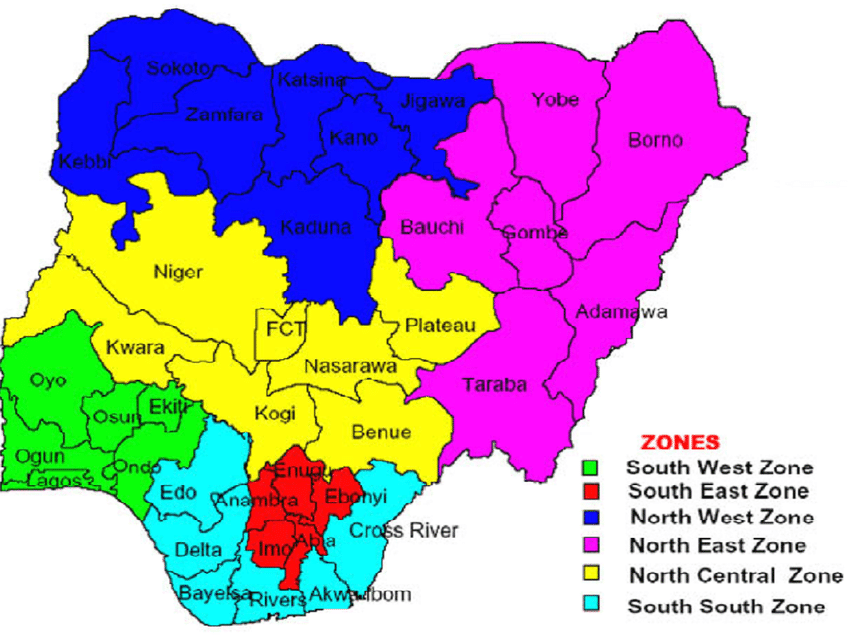 Sokoto
Katsina
Jigawa
Yobe
Zamfara
Kano
Borno
Kebbi
Kaduna
Bauchi
Gombe
Niger
Adamawa
FCT
Plateau
Kwara
Nasarawa
Oyo
Taraba
Ekiti
Osun
Kogi
Benue
Ogun
Ondo
Lagos
Enugu
Edo
Anambra
Ebonyi
Cross River
Delta
Imo
Abia
Bayelsa
Rivers
Akwa Ibom
ZONES
South West Zone
South East Zone
North West Zone
North East Zone
North Central Zone
South South Zone